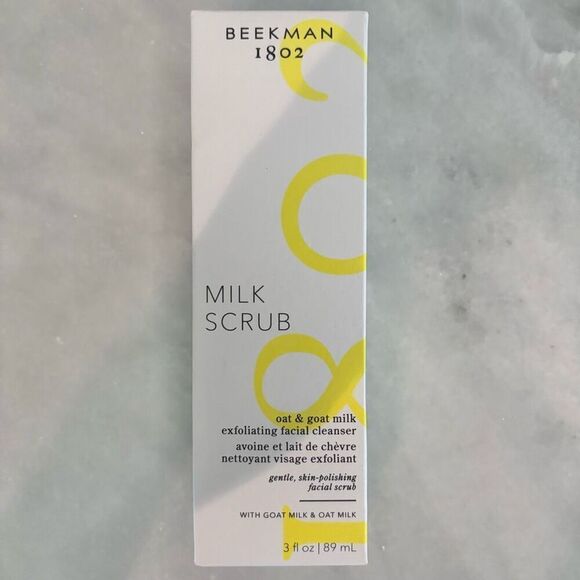 BEEKMAN
1802
1802
MILK
SCRUB
oat & goat milk
exfoliating facial cleanser
avoine et lait de chèvre
nettoyant visage exfoliant
gentle, skin-polishing
facial scrub
WITH GOAT MILK & OAT MILK
3 fl oz | 89 mL